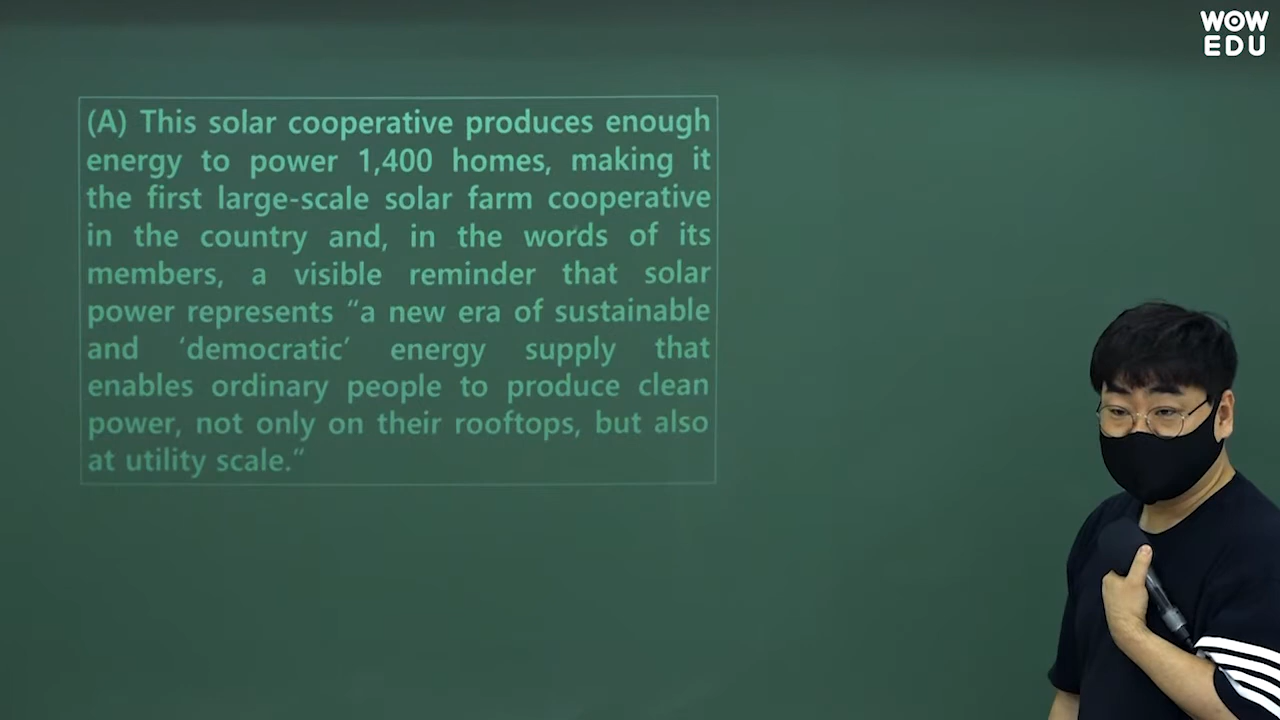 WOW
EDU
(A) This solar cooperative produces enough
energy to power 1,400 homes, making it
the first large-scale solar farm cooperative
in the country and, in the words of its
members, a visible reminder that solar
power represents “a new era of sustainable
and ‘democratic’ energy supply that
enables ordinary people to produce clean
power, not only on their rooftops, but also
at utility scale.”